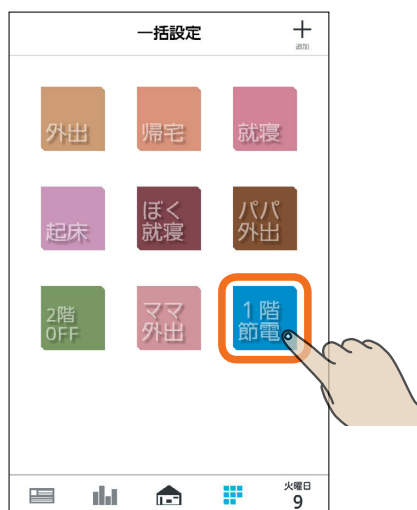 一括設定
追加
外出
帰宅
就寝
起床
ぼく
就寝
パパ
外出
2階
OFF
ママ
外出
1階
節電
火曜日
9